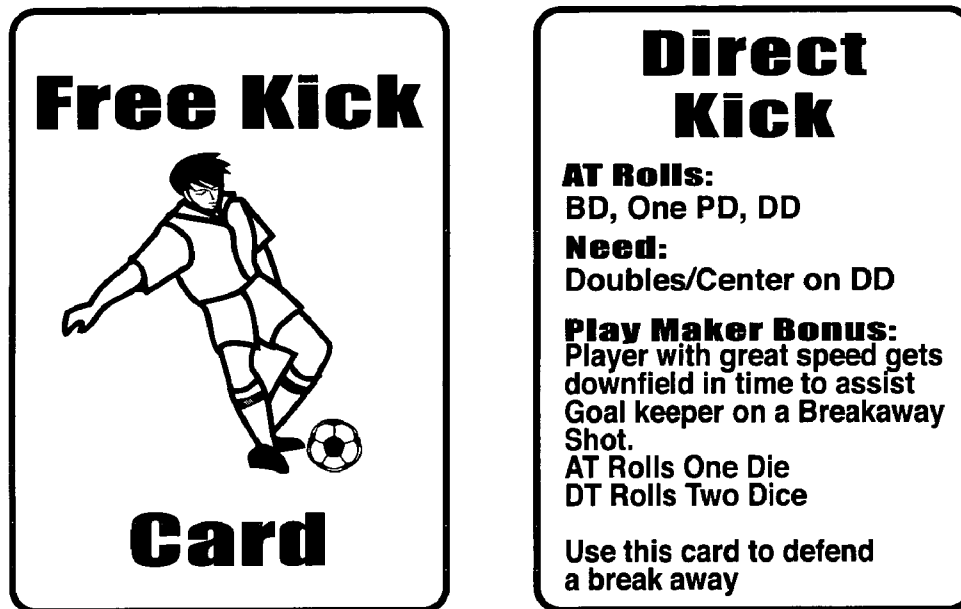 Free Kick
Card
Direct
Kick
AT Rolls:
BD, One PD, DD
Need:
Doubles/Center on DD
Play Maker Bonus:
Player with great speed gets
downfield in time to assist
Goal keeper on a Breakaway
Shot.
AT Rolls One Die
DT Rolls Two Dice
Use this card to defend
a break away